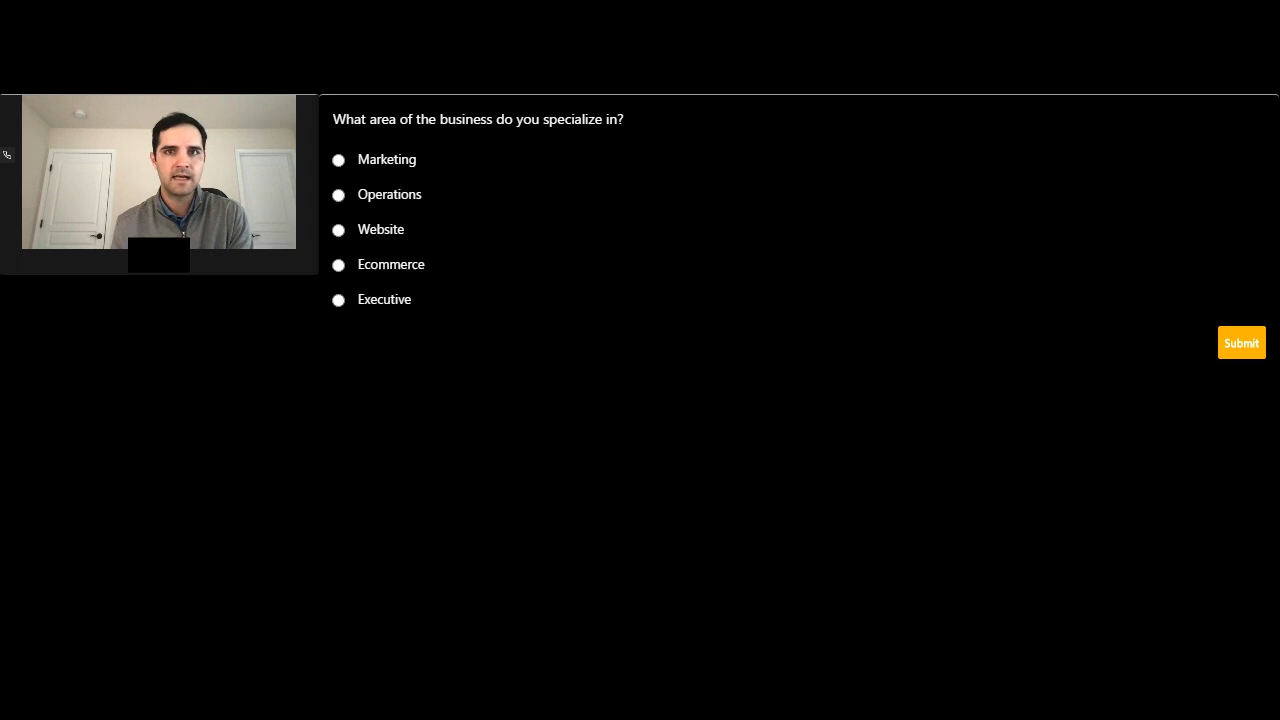 What area of the business do you specialize in?
Marketing
Operations
Website
Ecommerce
Executive
Submit